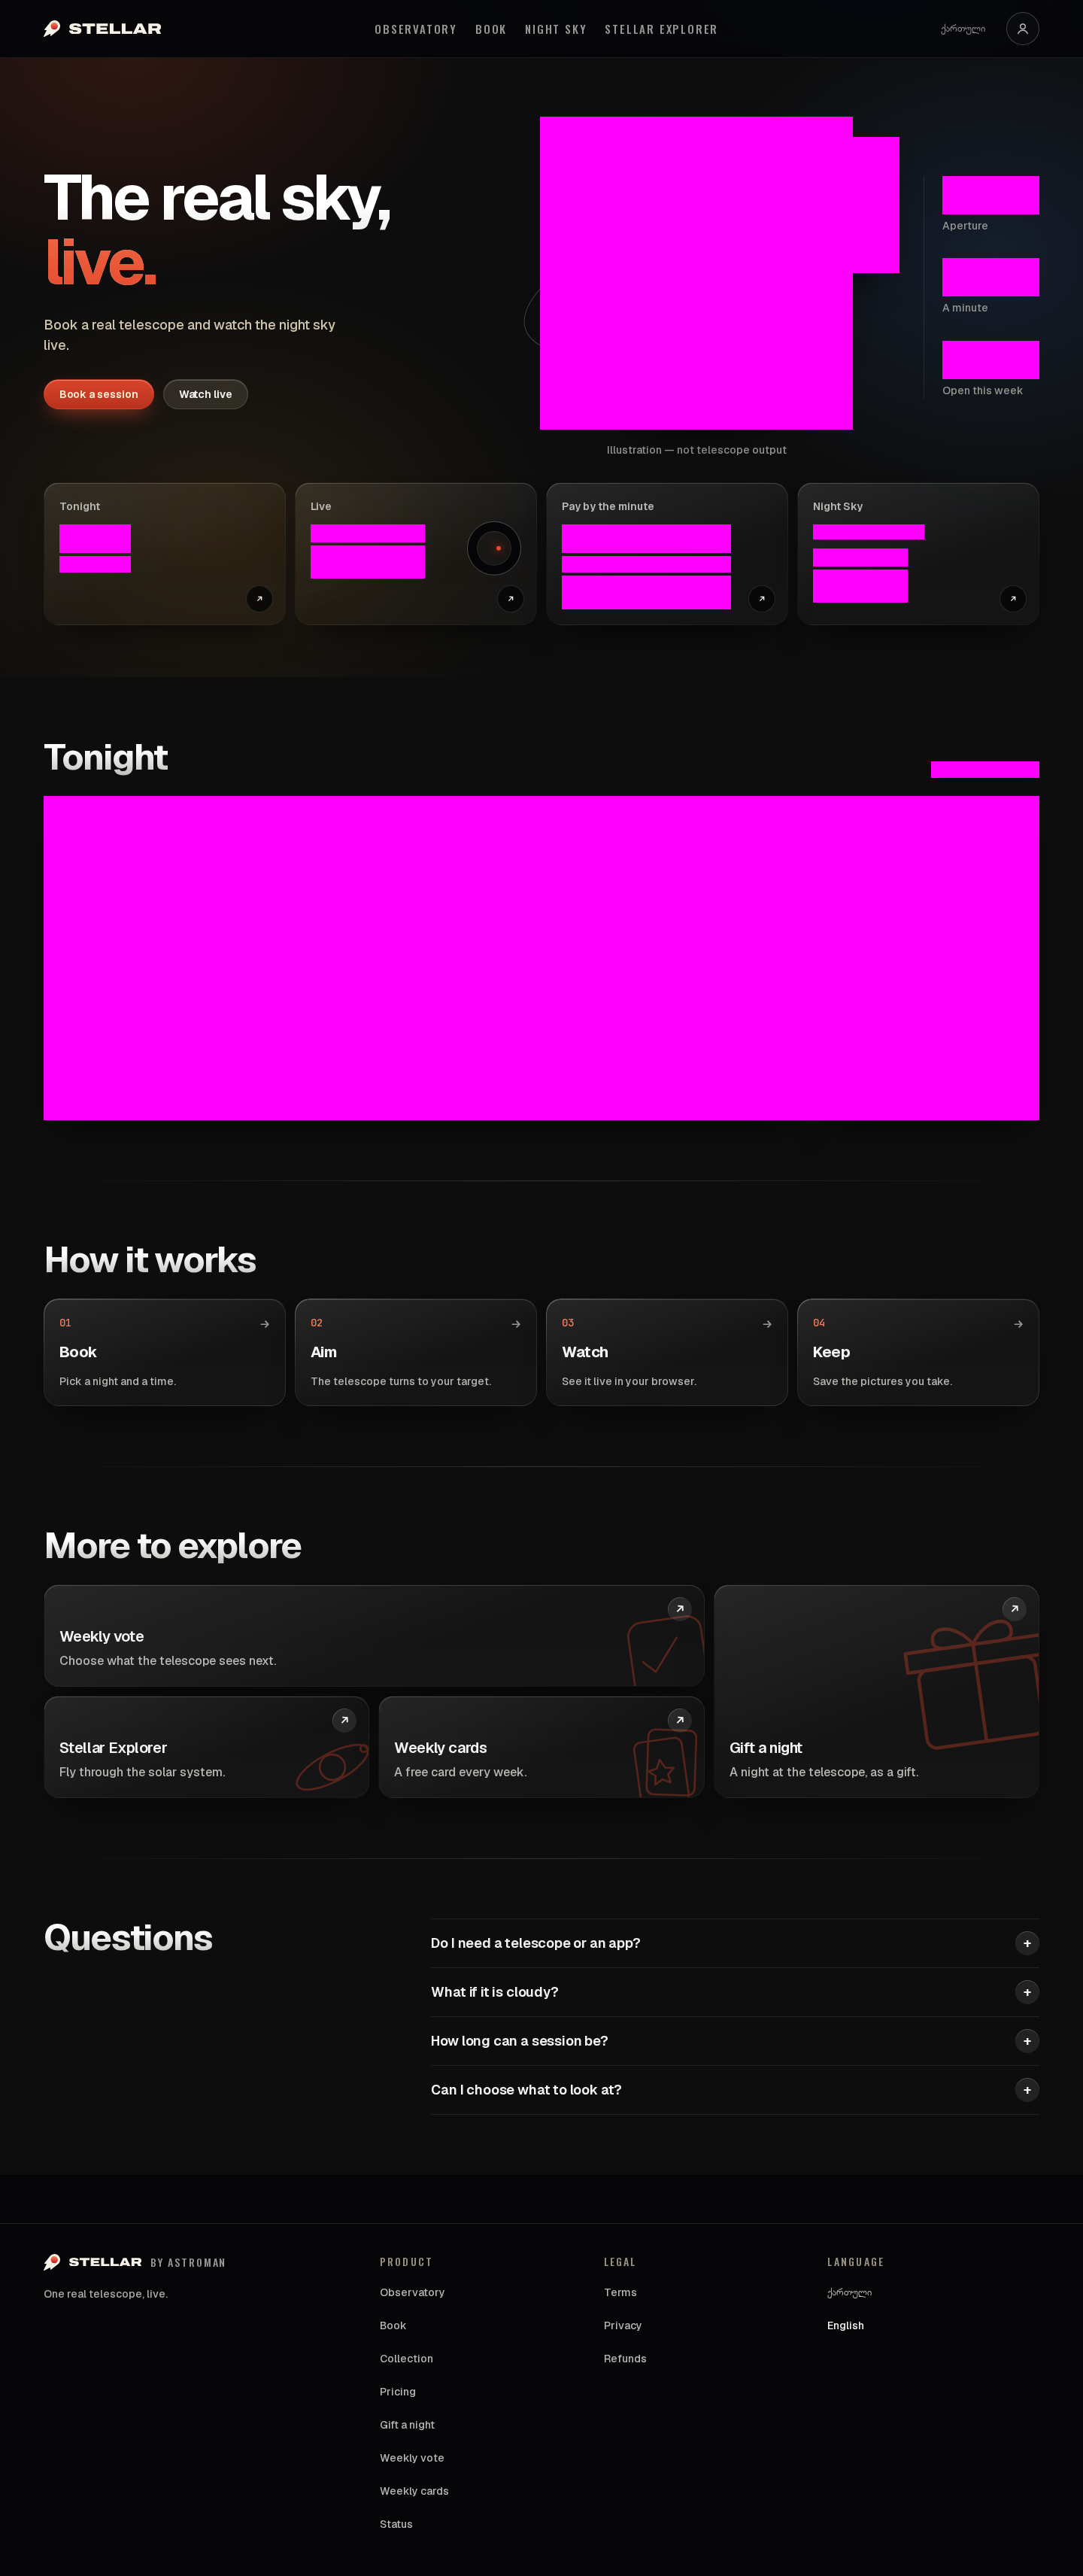 STELLAR
OBSERVATORY BOOK NIGHT SKY STELLAR EXPLORER
ქართული
The real sky,
live.
Book a real telescope and watch the night sky
live.
Book a session
Watch live
Aperture
A minute
Open this week
Illustration — not telescope output
Tonight
Live
Pay by the minute
Night Sky
Tonight
How it works
01
Book
Pick a night and a time.
02
Aim
The telescope turns to your target.
03
Watch
See it live in your browser.
04
Keep
Save the pictures you take.
More to explore
Weekly vote
Choose what the telescope sees next.
Stellar Explorer
Fly through the solar system.
Weekly cards
A free card every week.
Gift a night
A night at the telescope, as a gift.
Questions
Do I need a telescope or an app?
What if it is cloudy?
How long can a session be?
Can I choose what to look at?
STELLAR BY ASTROMAN
One real telescope, live.
PRODUCT
Observatory
Book
Collection
Pricing
Gift a night
Weekly vote
Weekly cards
Status
LEGAL
Terms
Privacy
Refunds
LANGUAGE
ქართული
English